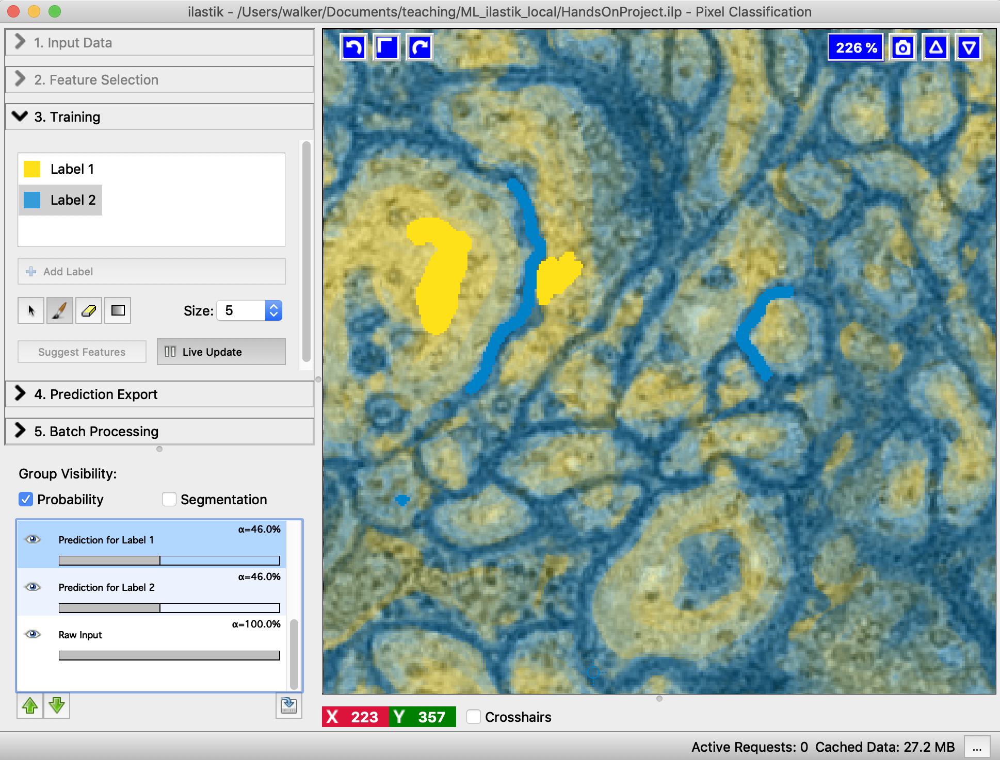 ilastik - /Users/walker/Documents/teaching/ML_ilastik_local/HandsOnProject.ilp - Pixel Classification
1. Input Data
2. Feature Selection
3. Training
Label 1
Label 2
Add Label
Size: 5
Suggest Features
Live Update
4. Prediction Export
5. Batch Processing
Group Visibility:
Probability
Segmentation
α=46.0%
Prediction for Label 1
α=46.0%
Prediction for Label 2
α=100.0%
Raw Input
226 %
X 223 Y 357
Crosshairs
Active Requests: 0 Cached Data: 27.2 MB ...